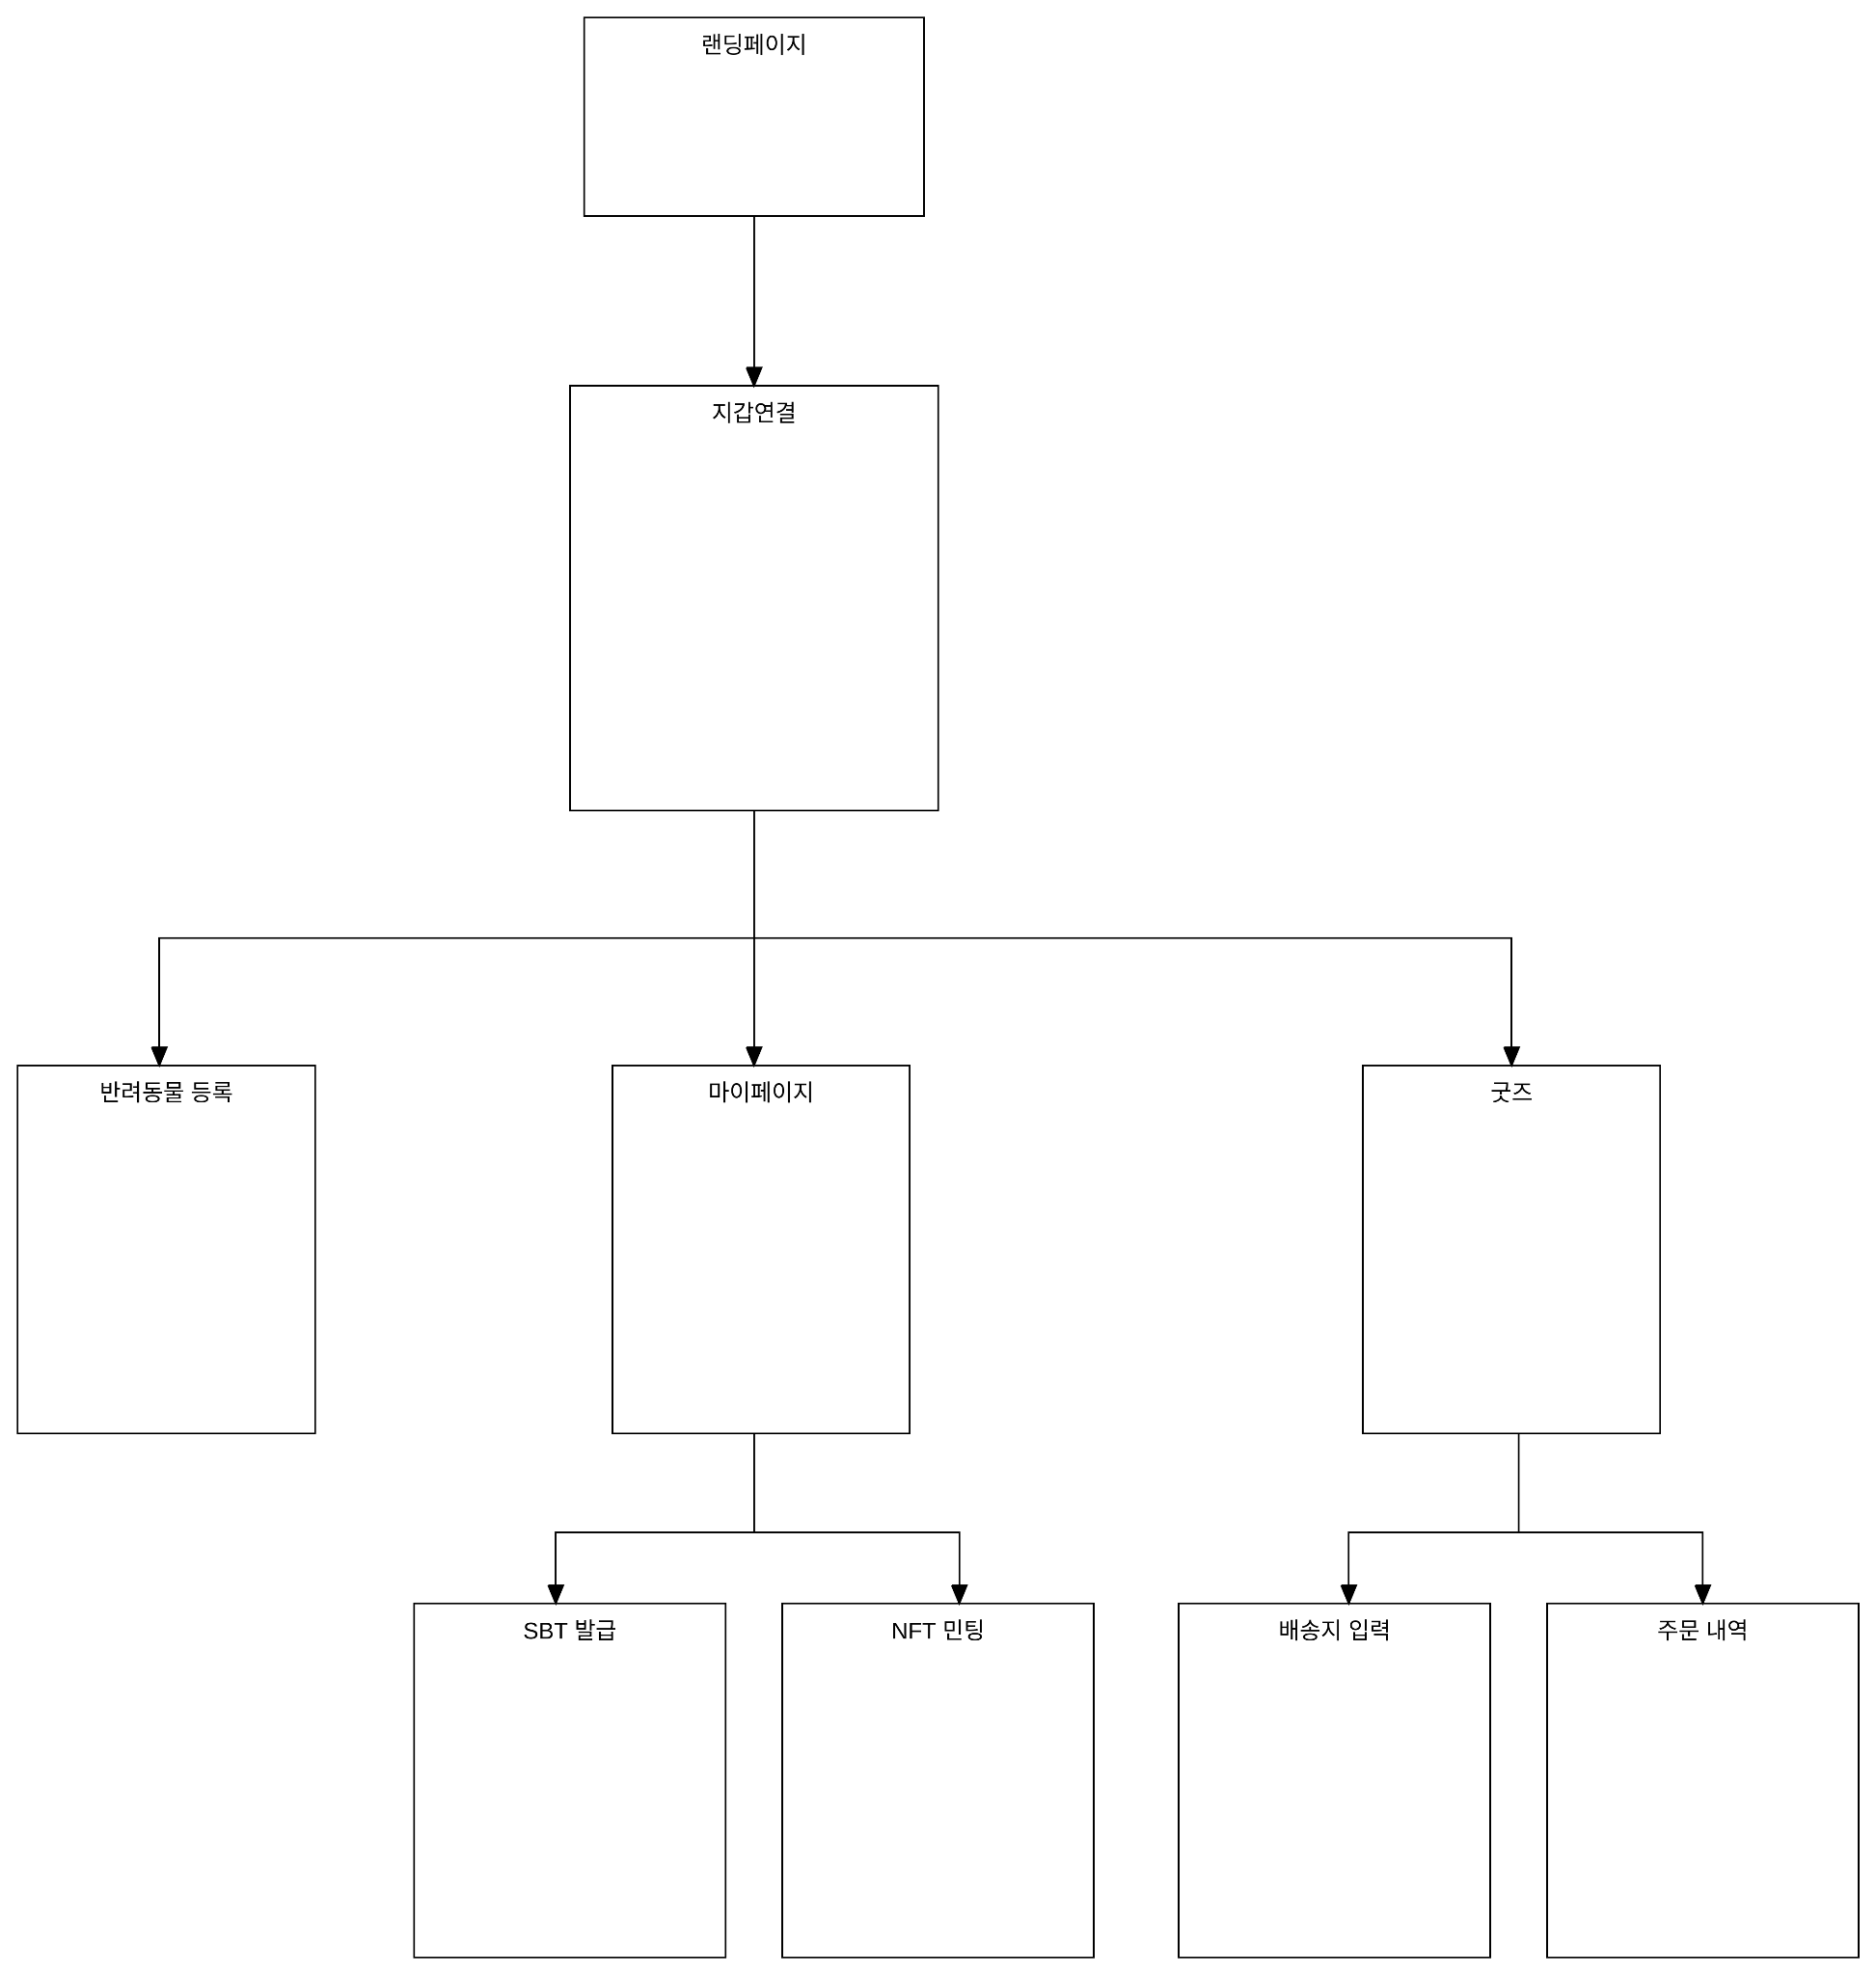 랜딩페이지
지갑연결
반려동물 등록
마이페이지
굿즈
SBT 발급
NFT 민팅
배송지 입력
주문 내역